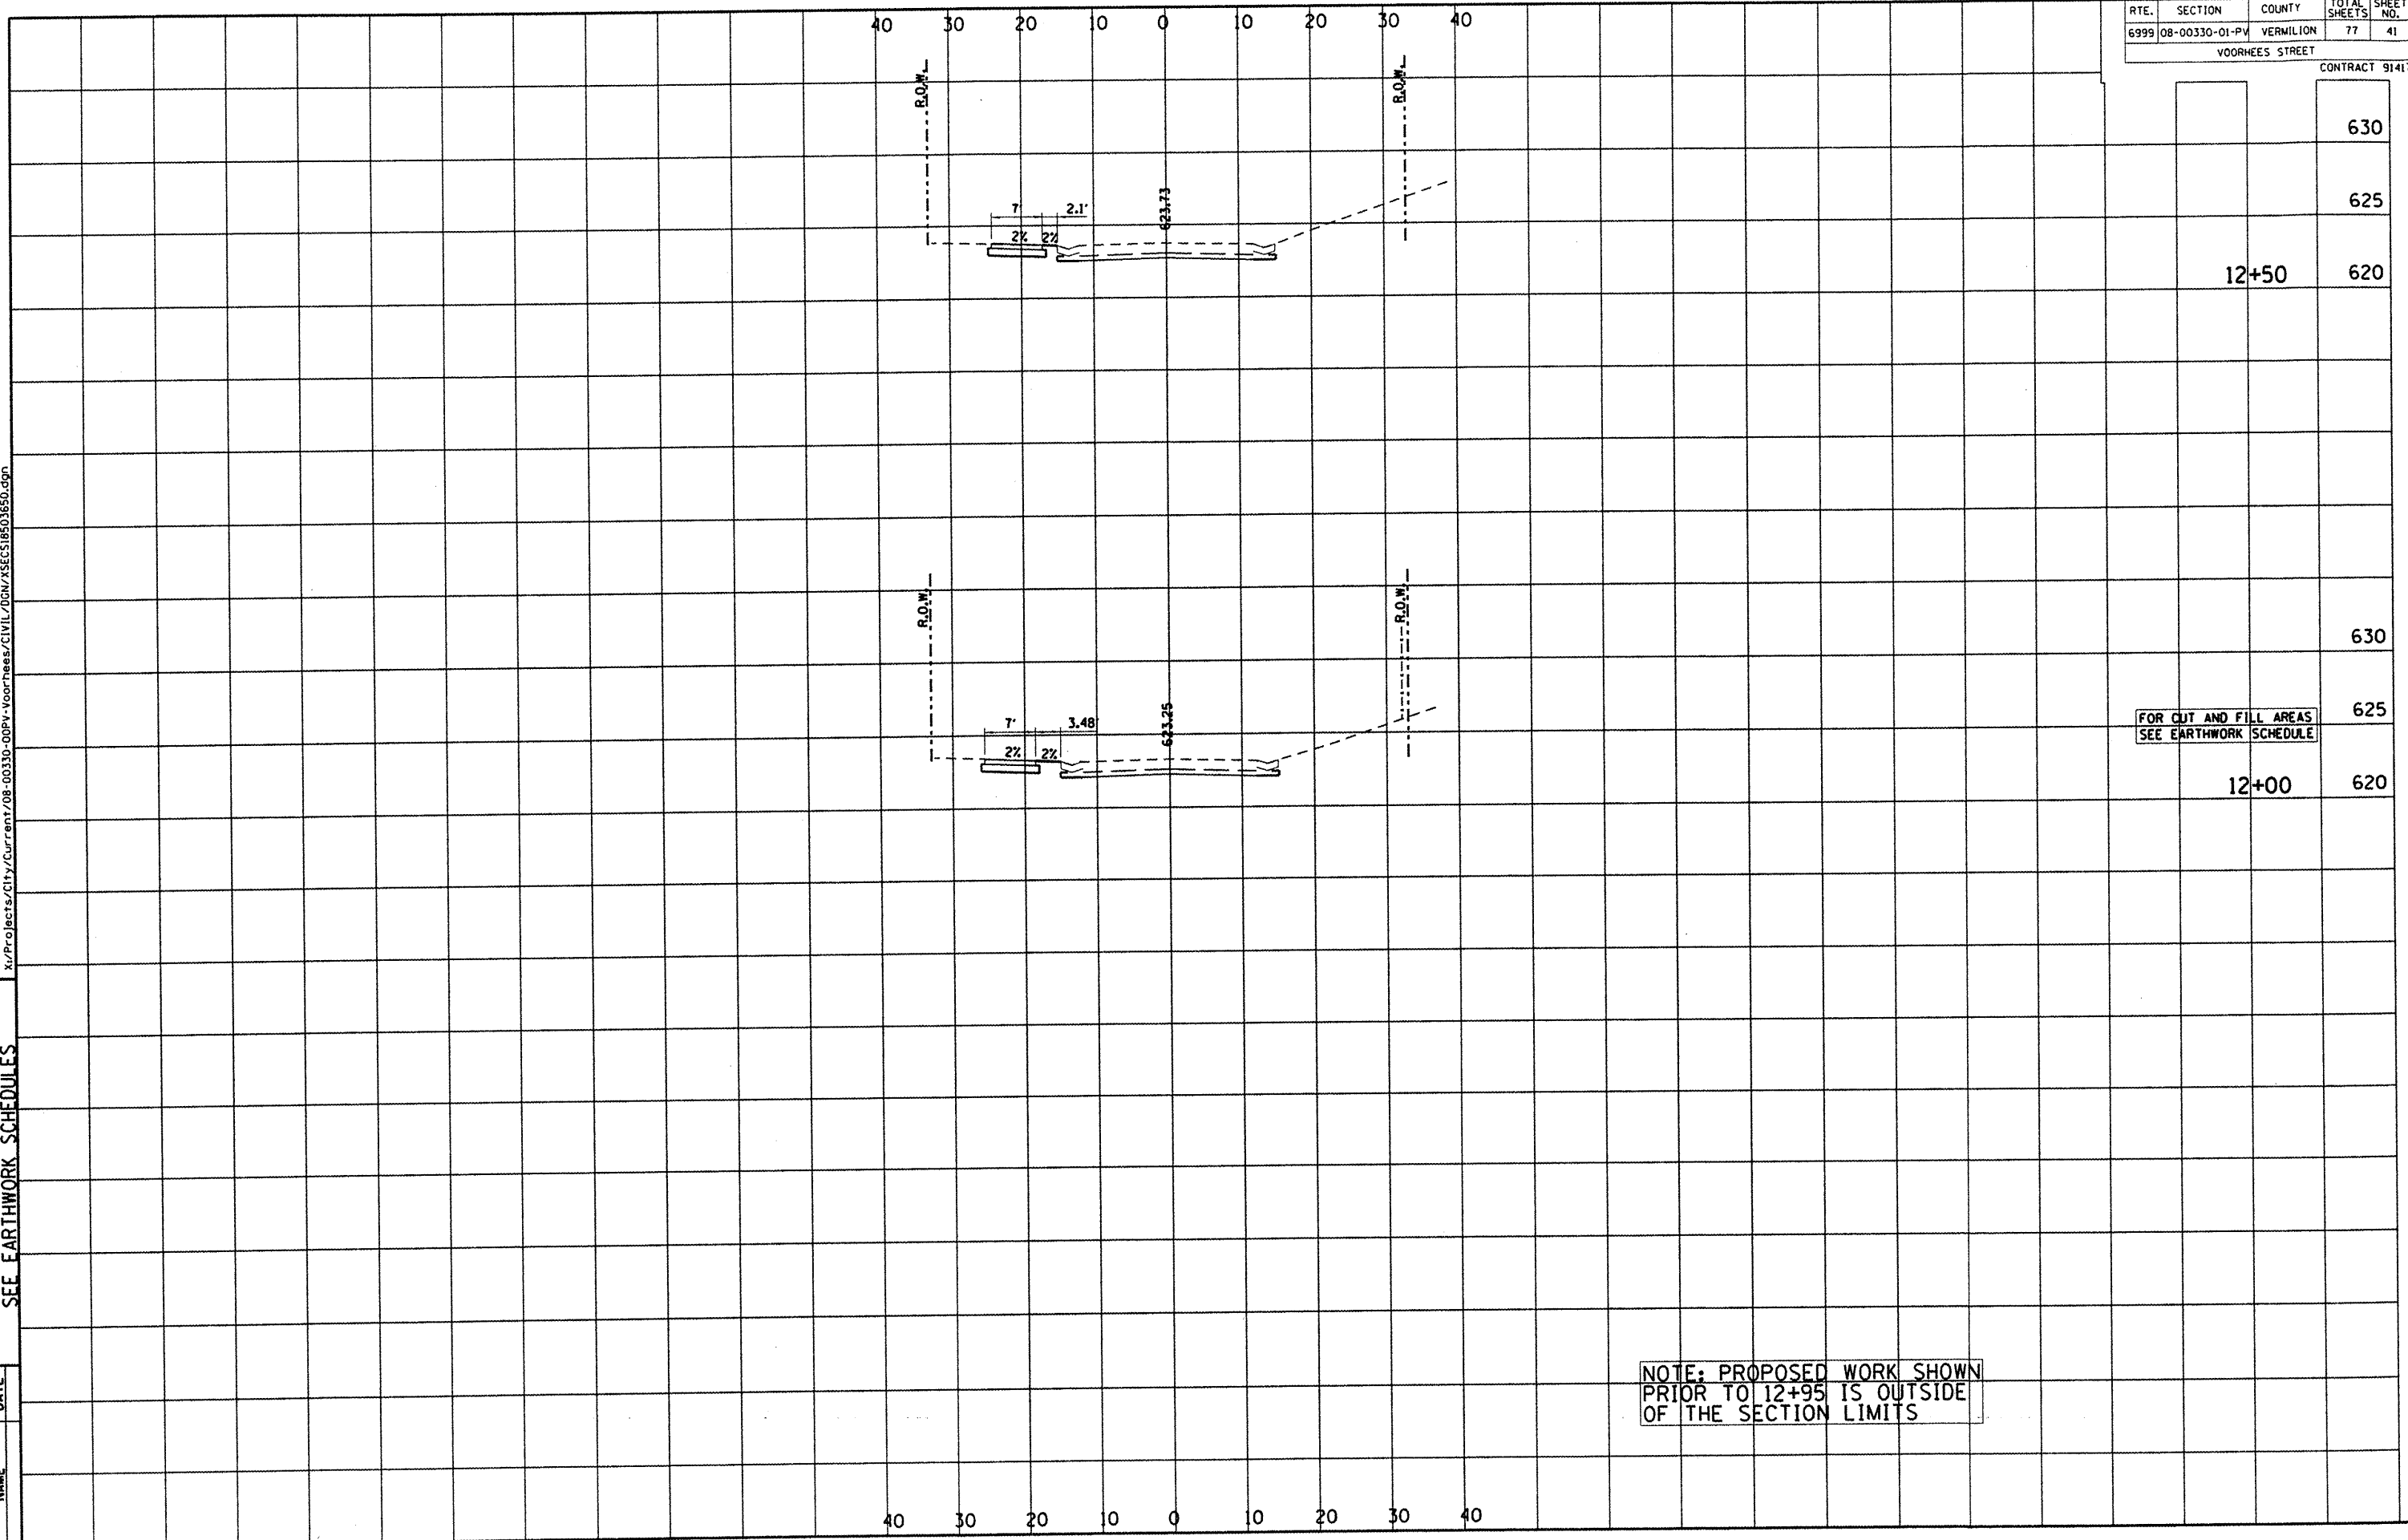 40 30 20 10 0 10 20 30 40
RTE. SECTION COUNTY TOTAL SHEETS SHEET NO.
6999 08-00330-01-PV VERMILION 77 41
VOORHEES STREET
CONTRACT
R.O.W.
R.O.W.
630
625
7' 2.1'
623.73
2% 2%
12+50 620
X:/Projects/City/Current/08-00330-00PV-Voorhees/CIVIL/DGN/XSECS18503650.dgn
R.O.W.
R.O.W.
630
625
7' 3.48'
623.25
2% 2%
FOR CUT AND FILL AREAS
SEE EARTHWORK SCHEDULE
12+00 620
SEE EARTHWORK SCHEDULES
NOTE: PROPOSED WORK SHOWN
PRIOR TO 12+95 IS OUTSIDE
OF THE SECTION LIMITS
DATE
NAME
40 30 20 10 0 10 20 30 40